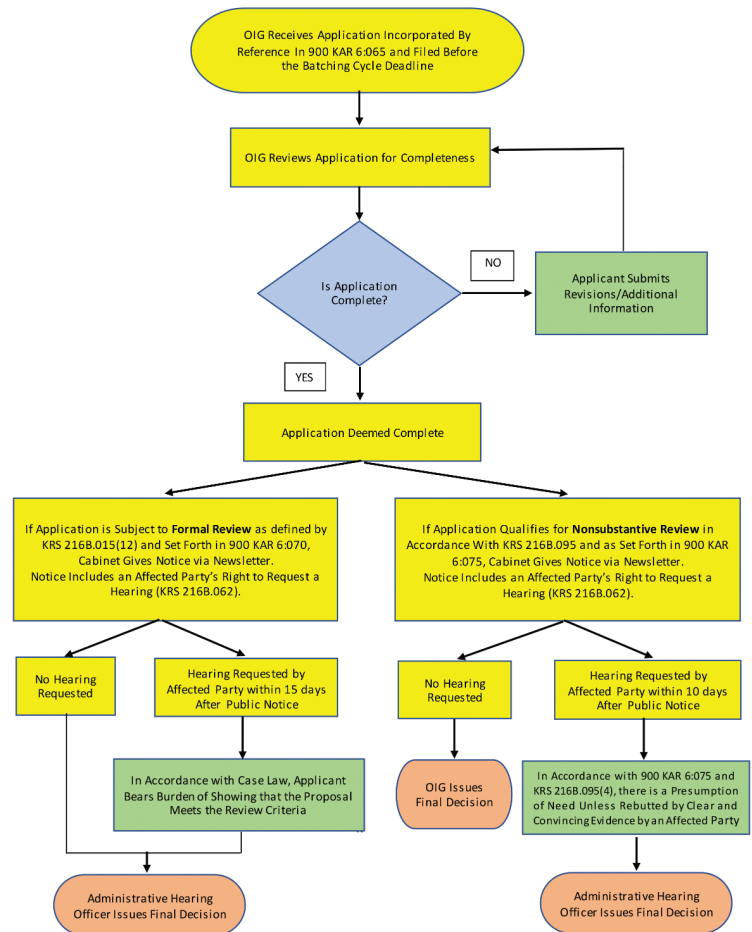 OIG Receives Application Incorporated By
Reference In 900 KAR 6:065 and Filed Before
the Batching Cycle Deadline
OIG Reviews Application for Completeness
Is Application
Complete?
NO
Applicant Submits
Revisions/Additional
Information
YES
Application Deemed Complete
If Application is Subject to Formal Review as defined by
KRS 216B.015(12) and Set Forth in 900 KAR 6:070,
Cabinet Gives Notice via Newsletter.
Notice Includes an Affected Party's Right to Request a
Hearing (KRS 216B.062).
If Application Qualifies for Nonsubstantive Review in
Accordance With KRS 216B.095 and as Set Forth in 900 KAR
6:075, Cabinet Gives Notice via Newsletter.
Notice Includes an Affected Party's Right to Request a
Hearing (KRS 216B.062).
No Hearing
Requested
Hearing Requested by
Affected Party within 15 days
After Public Notice
No Hearing
Requested
Hearing Requested by
Affected Party within 10 days
After Public Notice
In Accordance with Case Law, Applicant
Bears Burden of Showing that the Proposal
Meets the Review Criteria
OIG Issues
Final Decision
In Accordance with 900 KAR 6:075 and
KRS 216B.095(4), there is a Presumption
of Need Unless Rebutted by Clear and
Convincing Evidence by an Affected Party
Administrative Hearing
Officer Issues Final Decision
Administrative Hearing
Officer Issues Final Decision